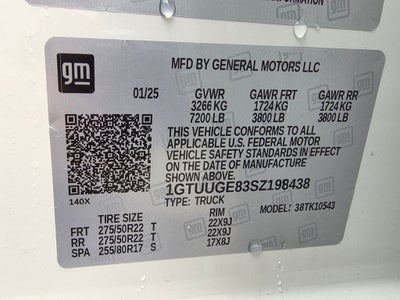 FORMATION
gm
MFD BY GENERAL MOTORS LLC
01/25 GVWR GAWR FRT GAWR RR
3266 KG 1724 KG 1724 KG
7200 LB 3800 LB 3800 LB
THIS VEHICLE CONFORMS TO ALL
APPLICABLE U.S. FEDERAL MOTOR
VEHICLE SAFETY STANDARDS IN EFFECT
ON THE DATE OF MANUFACTURE
SHOWN ABOVE.
1GTUUGE83SZ198438
140X TYPE: TRUCK MODEL: 38TK10543
TIRE SIZE RIM
FRT 275/50R22 T 22X9J
RR 275/50R22 T 22X9J
SPA 255/80R17 S 17X8J